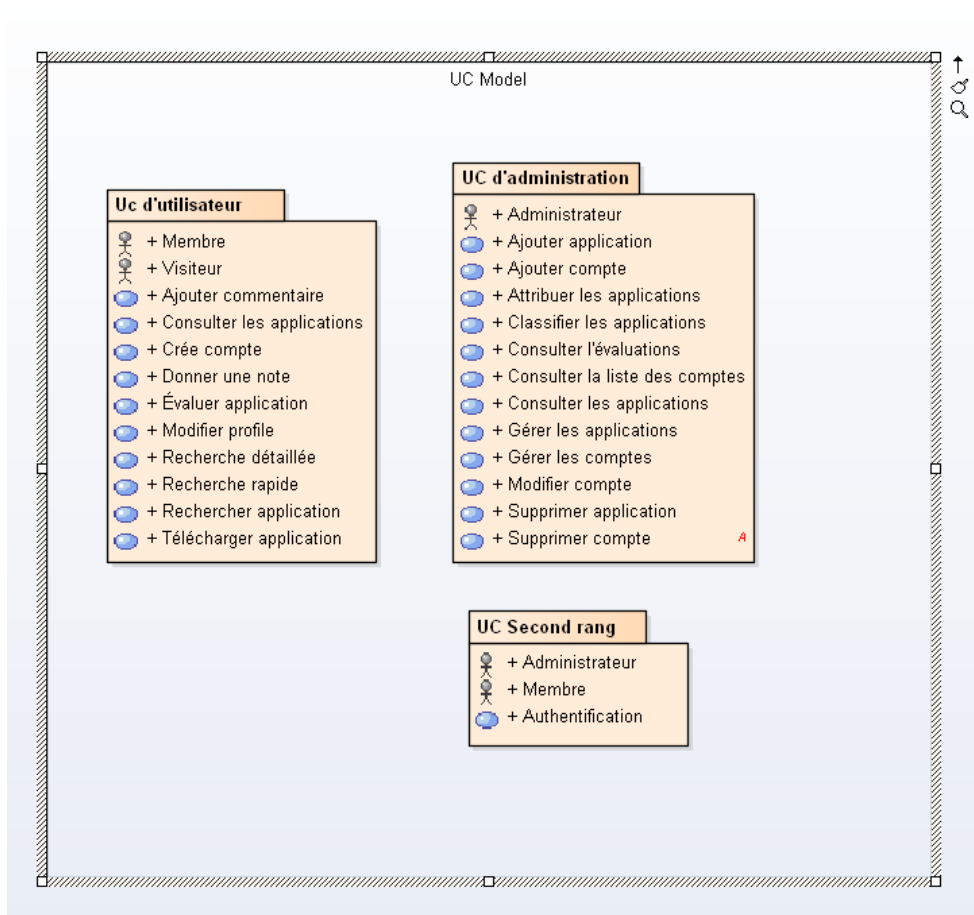 UC Model
Uc d'utilisateur
+ Membre
+ Visiteur
+ Ajouter commentaire
+ Consulter les applications
+ Crée compte
+ Donner une note
+ Évaluer application
+ Modifier profile
+ Recherche détaillée
+ Recherche rapide
+ Rechercher application
+ Télécharger application
UC d'administration
+ Administrateur
+ Ajouter application
+ Ajouter compte
+ Attribuer les applications
+ Classifier les applications
+ Consulter l'évaluations
+ Consulter la liste des comptes
+ Consulter les applications
+ Gérer les applications
+ Gérer les comptes
+ Modifier compte
+ Supprimer application
+ Supprimer compte A
UC Second rang
+ Administrateur
+ Membre
+ Authentification